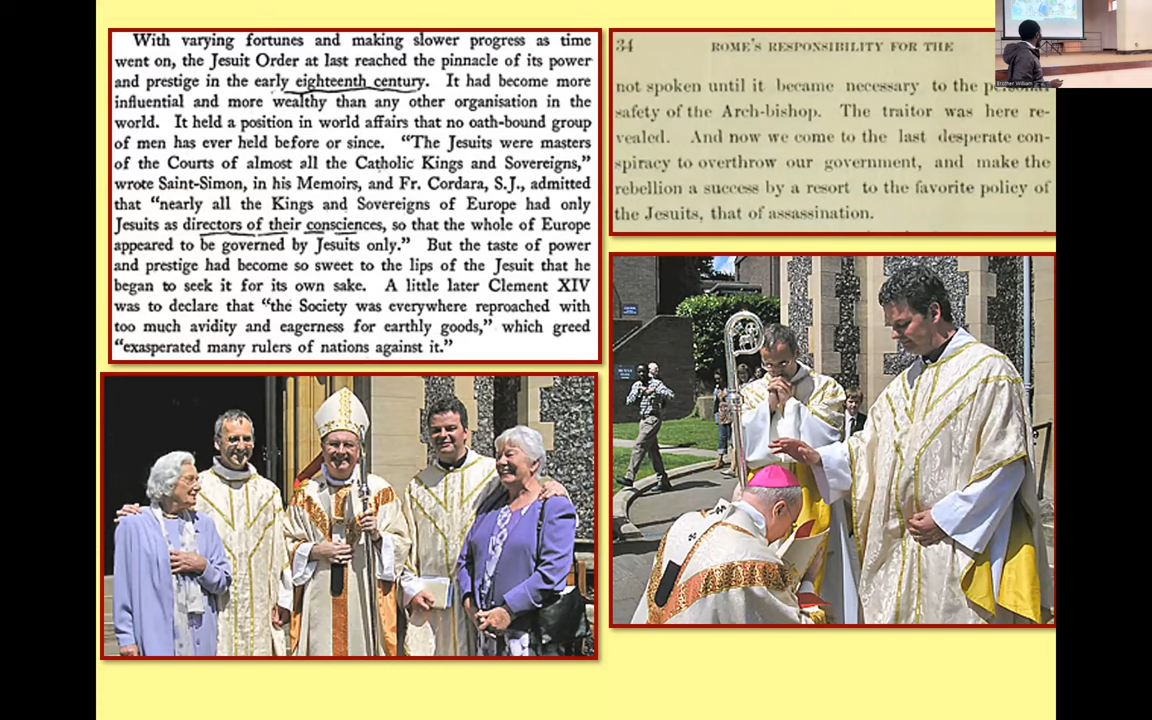 With varying fortunes and making slower progress as time
went on, the Jesuit Order at last reached the pinnacle of its power
and prestige in the early eighteenth century. It had become more
influential and more wealthy than any other organisation in the
world. It held a position in world affairs that no oath-bound group
of men has ever held before or since. “The Jesuits were masters
of the Courts of almost all the Catholic Kings and Sovereigns,”
wrote Saint-Simon, in his Memoirs, and Fr. Cordara, S.J., admitted
that “nearly all the Kings and Sovereigns of Europe had only
Jesuits as directors of their consciences, so that the whole of Europe
appeared to be governed by Jesuits only.” But the taste of power
and prestige had become so sweet to the lips of the Jesuit that he
began to seek it for its own sake. A little later Clement XIV
was to declare that “the Society was everywhere reproached with
too much avidity and eagerness for earthly goods,” which greed
“exasperated many rulers of nations against it.”
34 ROME'S RESPONSIBILITY FOR THE
not spoken until it became necessary to the personal
safety of the Arch-bishop. The traitor was here re-
vealed. And now we come to the last desperate con-
spiracy to overthrow our government, and make the
rebellion a success by a resort to the favorite policy of
the Jesuits, that of assassination.
Brother William